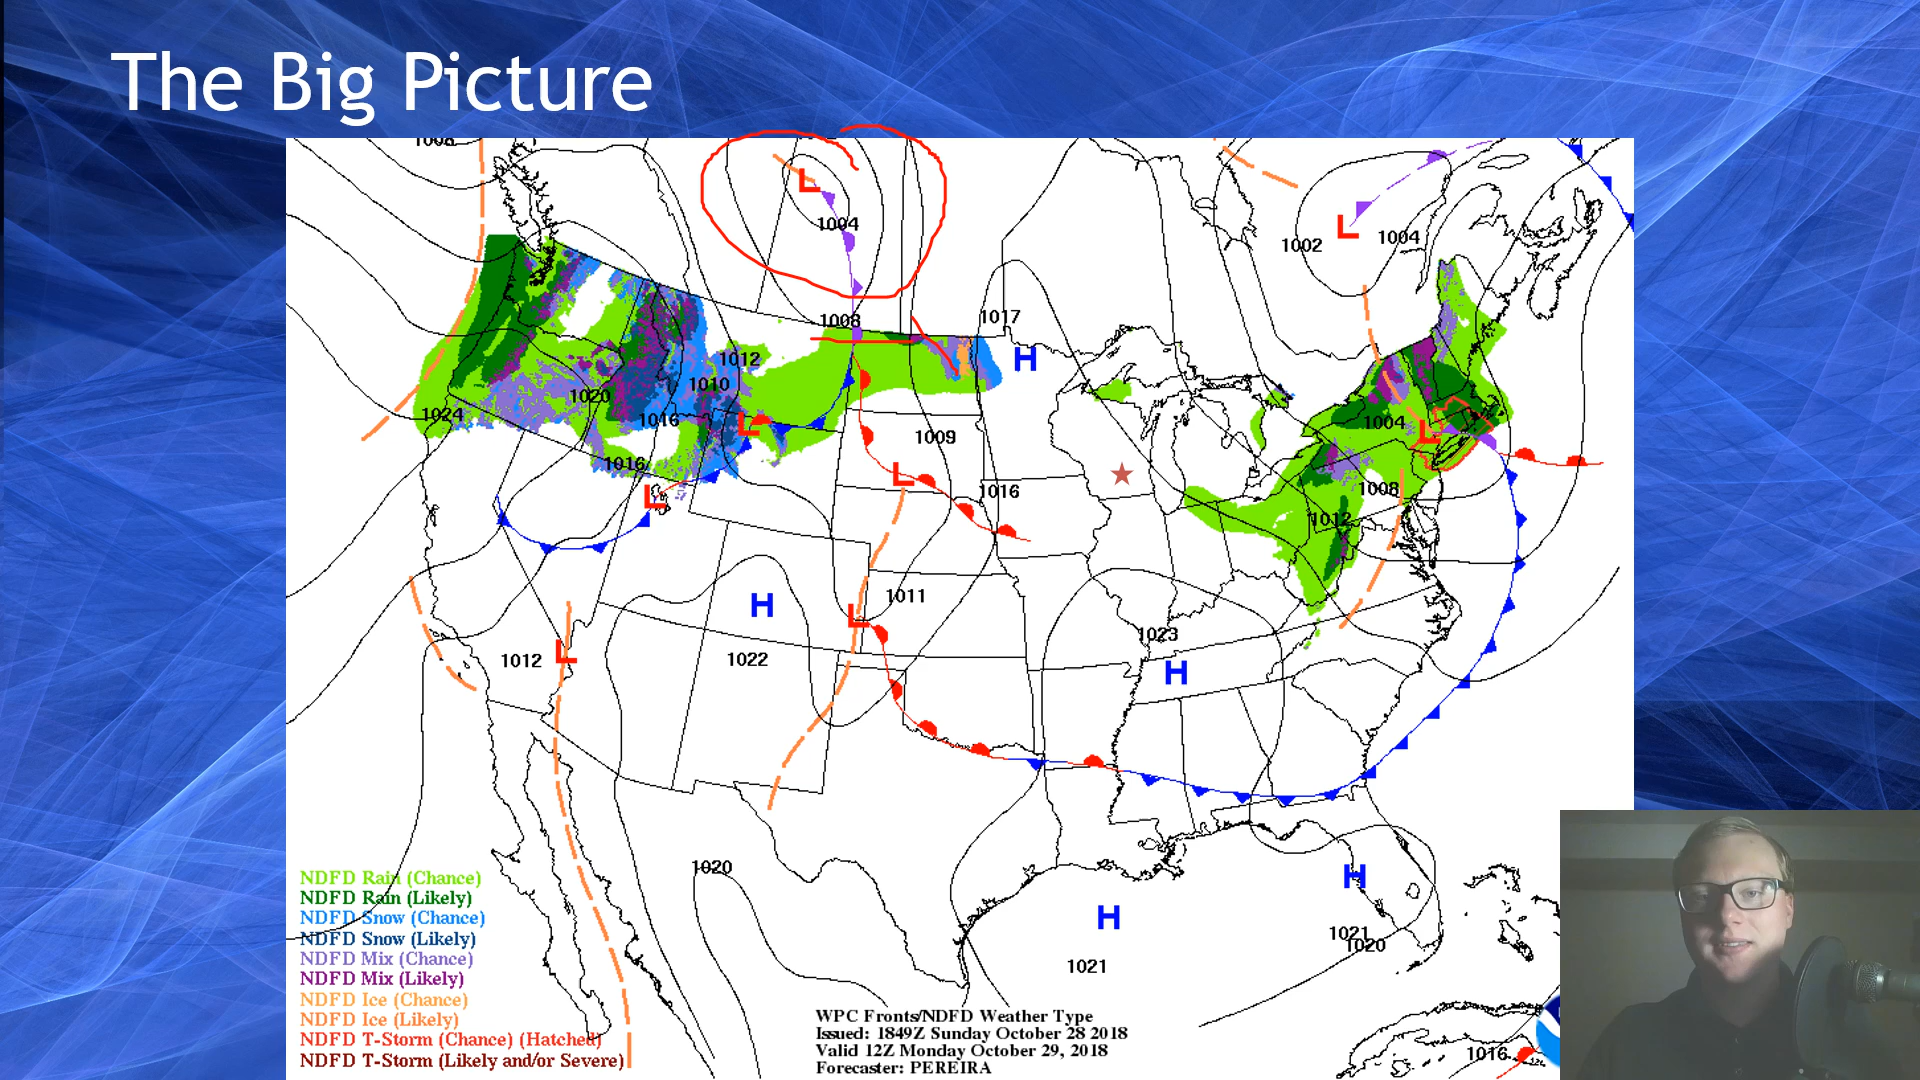 The Big Picture
1008
L
1004
L
1002
1004
1008
1017
H
1012
1010
1020
1024
1016
L
1009
1004
L
1016
L
L
1016
1008
1012
H
L
1011
1023
1012
L
1022
H
1020
H
H
1021
1020
1021
NDFD Rain (Chance)
NDFD Rain (Likely)
NDFD Snow (Chance)
NDFD Snow (Likely)
NDFD Mix (Chance)
NDFD Mix (Likely)
NDFD Ice (Chance)
NDFD Ice (Likely)
NDFD T-Storm (Chance) (Hatched)
NDFD T-Storm (Likely and/or Severe)
WPC Fronts/NDFD Weather Type
Issued: 1849Z Sunday October 28 2018
Valid 12Z Monday October 29, 2018
Forecaster: PEREIRA
1016